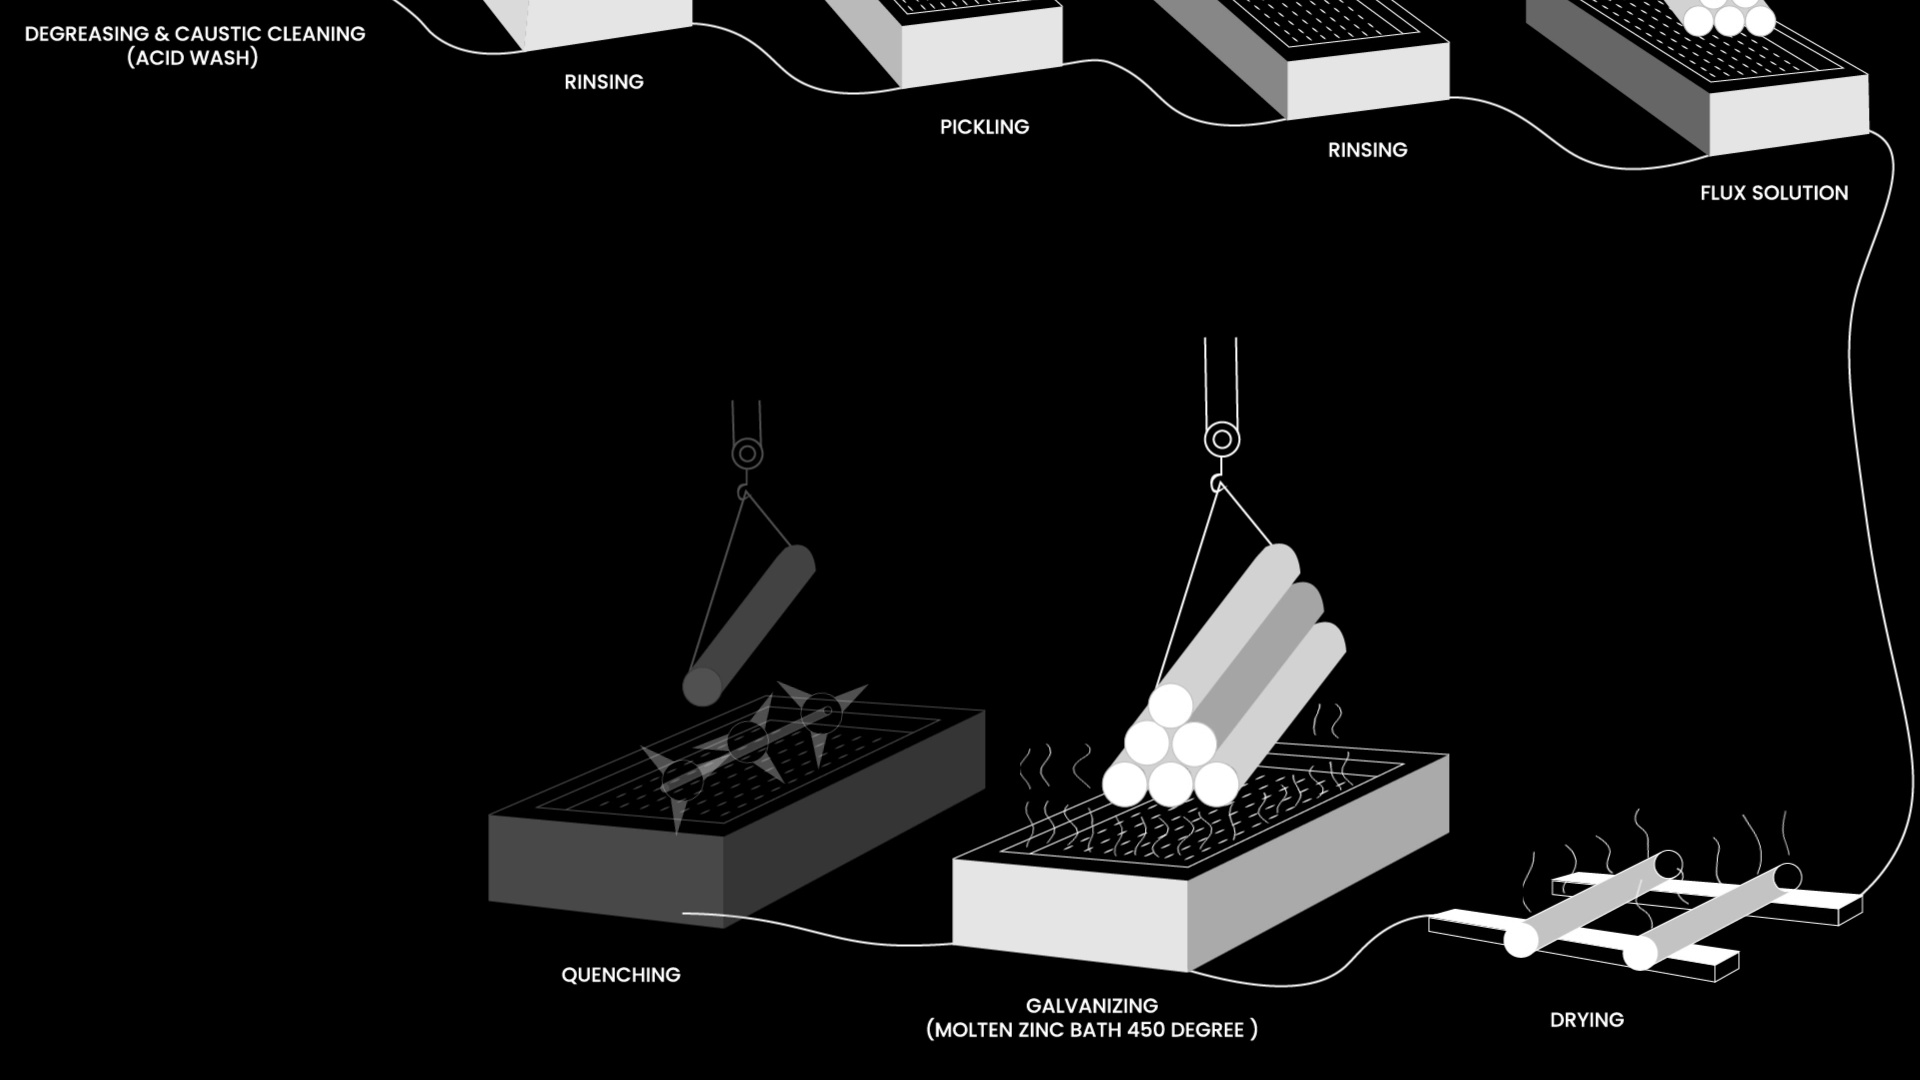 DEGREASING & CAUSTIC CLEANING
(ACID WASH)
RINSING
PICKLING
RINSING
FLUX SOLUTION
QUENCHING
GALVANIZING
(MOLTEN ZINC BATH 450 DEGREE )
DRYING